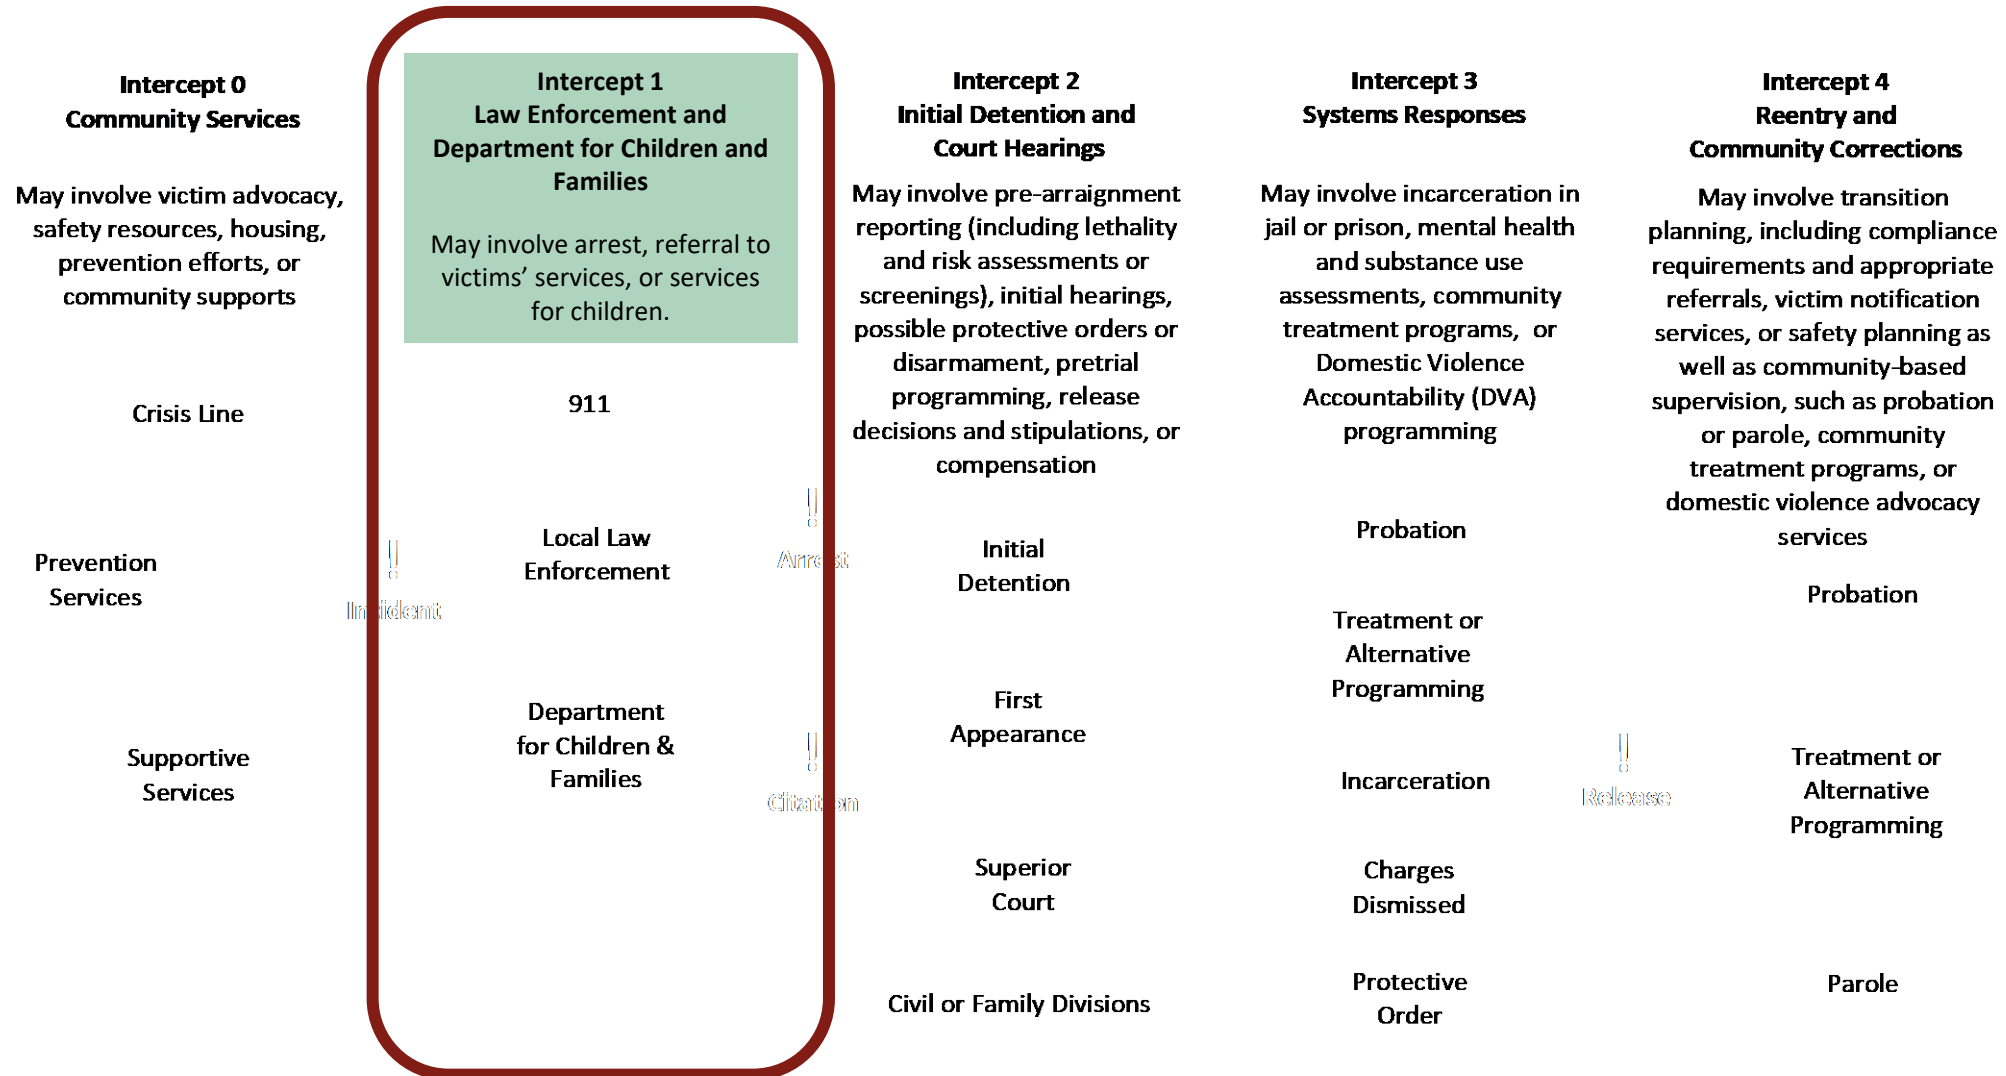 Intercept 0
Community Services
May involve victim advocacy,
safety resources, housing,
prevention efforts, or
community supports
Crisis Line
Prevention
Services
Supportive
Services
!
Incident
Intercept 1
Law Enforcement and
Department for Children and
Families
May involve arrest, referral to
victims’ services, or services
for children.
911
Local Law
Enforcement
Department
for Children &
Families
!
Arrest
!
Citation
Intercept 2
Initial Detention and
Court Hearings
May involve pre-arraignment
reporting (including lethality
and risk assessments or
screenings), initial hearings,
possible protective orders or
disarmament, pretrial
programming, release
decisions and stipulations, or
compensation
Initial
Detention
First
Appearance
Superior
Court
Civil or Family Divisions
Intercept 3
Systems Responses
May involve incarceration in
jail or prison, mental health
and substance use
assessments, community
treatment programs, or
Domestic Violence
Accountability (DVA)
programming
Probation
Treatment or
Alternative
Programming
Incarceration
Charges
Dismissed
Protective
Order
!
Release
Intercept 4
Reentry and
Community Corrections
May involve transition
planning, including compliance
requirements and appropriate
referrals, victim notification
services, or safety planning as
well as community-based
supervision, such as probation
or parole, community
treatment programs, or
domestic violence advocacy
services
Probation
Treatment or
Alternative
Programming
Parole